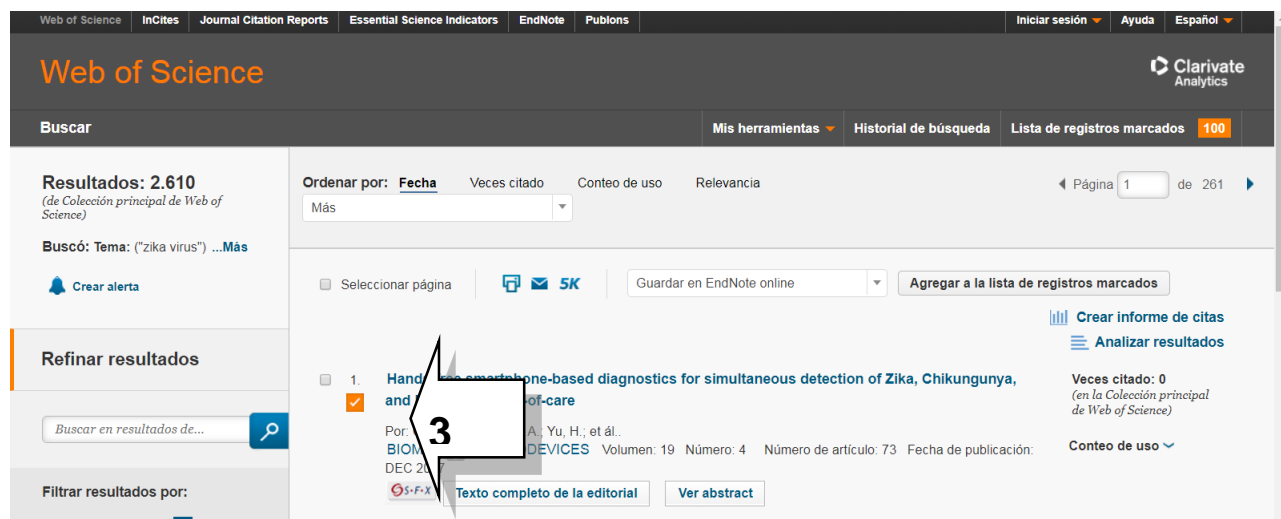 Web of Science InCites Journal Citation Reports Essential Science Indicators EndNote Publons Iniciar sesión Ayuda Español
Web of Science
Clarivate
Analytics
Buscar Mis herramientas Historial de búsqueda Lista de registros marcados 100
Resultados: 2.610
(de Colección principal de Web of
Science)
Buscó: Tema: ("zika virus") ...Más
Crear alerta
Refinar resultados
Buscar en resultados de...
Filtrar resultados por:
Ordenar por: Fecha Veces citado Conteo de uso Relevancia
Más
Página 1 de 261
Seleccionar página 5K Guardar en EndNote online Agregar a la lista de registros marcados
Crear informe de citas
Analizar resultados
1. smartphone-based diagnostics for simultaneous detection of Zika, Chikungunya,
and of-care
Por: A.; Yu, H.; et ál..
DEVICES Volumen: 19 Número: 4 Número de artículo: 73 Fecha de publicación:
DEC
S·F·X Texto completo de la editorial Ver abstract
3
Veces citado: 0
(en la Colección principal
de Web of Science)
Conteo de uso